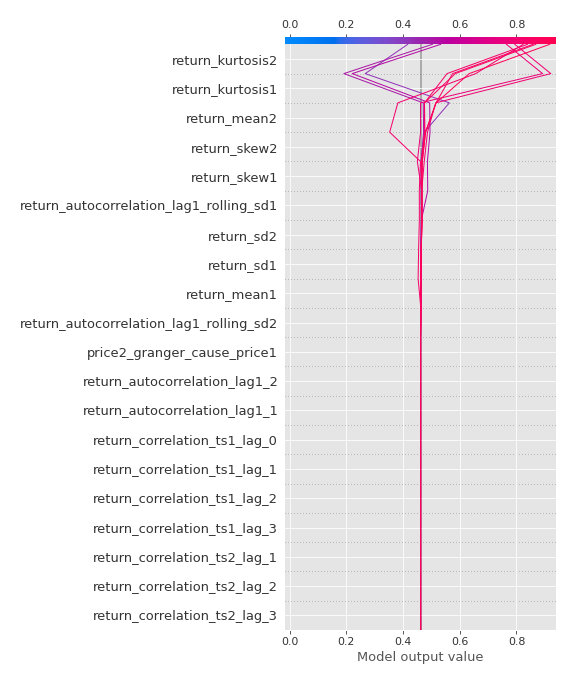 0.0 0.2 0.4 0.6 0.8
return_kurtosis2
return_kurtosis1
return_mean2
return_skew2
return_skew1
return_autocorrelation_lag1_rolling_sd1
return_sd2
return_sd1
return_mean1
return_autocorrelation_lag1_rolling_sd2
price2_granger_cause_price1
return_autocorrelation_lag1_2
return_autocorrelation_lag1_1
return_correlation_ts1_lag_0
return_correlation_ts1_lag_1
return_correlation_ts1_lag_2
return_correlation_ts1_lag_3
return_correlation_ts2_lag_1
return_correlation_ts2_lag_2
return_correlation_ts2_lag_3
0.0 0.2 0.4 0.6 0.8
Model output value